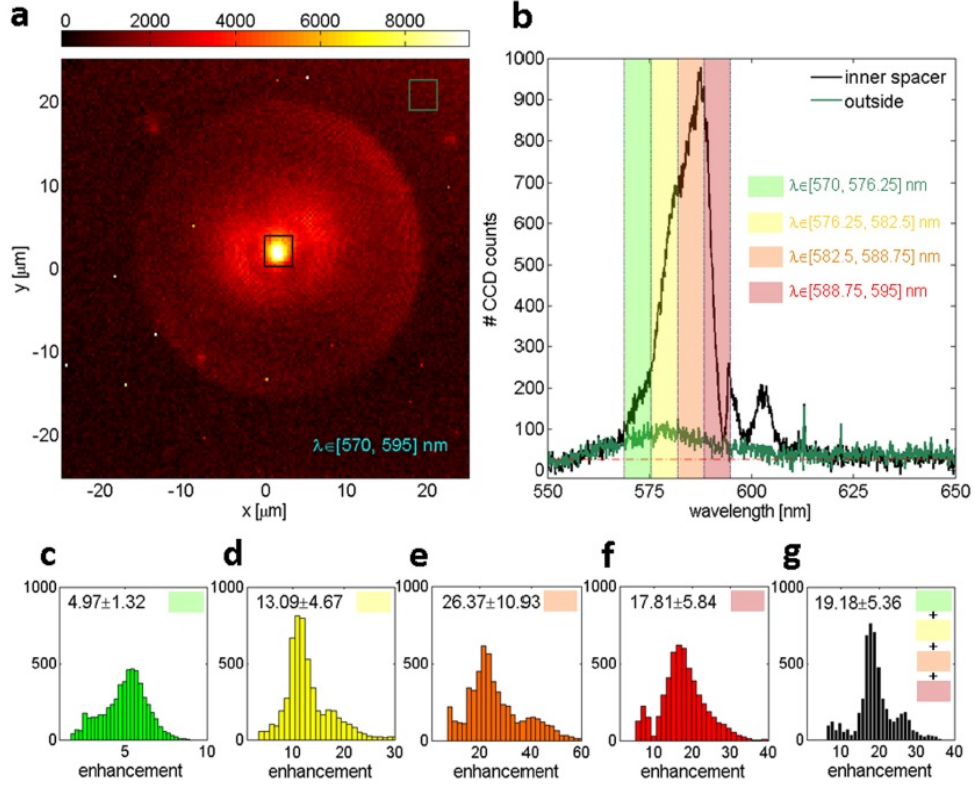 a
0 2000 4000 6000 8000
20
10
0
-10
-20
y [μm]
-20 -10 0 10 20
x [μm]
λ∈[570, 595] nm
b
1000
900
800
700
600
500
400
300
200
100
0
# CCD counts
550 575 600 625 650
wavelength [nm]
inner spacer
outside
λ∈[570, 576.25] nm
λ∈[576.25, 582.5] nm
λ∈[582.5, 588.75] nm
λ∈[588.75, 595] nm
c
1000
500
0
4.97±1.32
5 10
enhancement
d
1000
500
0
13.09±4.67
10 20 30
enhancement
e
1000
500
0
26.37±10.93
20 40 60
enhancement
f
1000
500
0
17.81±5.84
10 20 30 40
enhancement
g
1000
500
0
19.18±5.36
+
+
+
10 20 30 40
enhancement